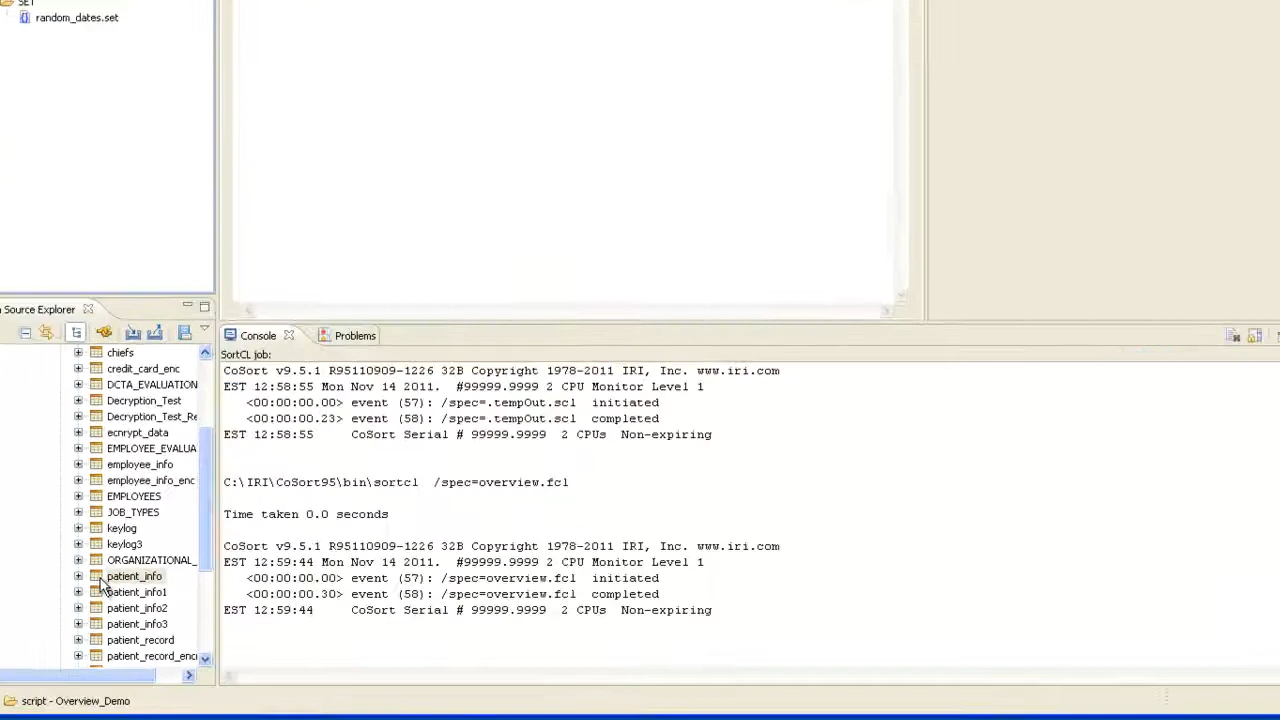 SET
random_dates.set
Source Explorer
chiefs
credit_card_enc
DCTA_EVALUATION
Decryption_Test
Decryption_Test_Re
ecnrypt_data
EMPLOYEE_EVALUA
employee_info
employee_info_enc
EMPLOYEES
JOB_TYPES
keylog
keylog3
ORGANIZATIONAL_
patient_info
patient_info1
patient_info2
patient_info3
patient_record
patient_record_enc
script - Overview_Demo
Console Problems
SortCL job:
CoSort v9.5.1 R95110909-1226 32B Copyright 1978-2011 IRI, Inc. www.iri.com
EST 12:58:55 Mon Nov 14 2011. #99999.9999 2 CPU Monitor Level 1
<00:00:00.00> event (57): /spec=.tempOut.scl initiated
<00:00:00.23> event (58): /spec=.tempOut.scl completed
EST 12:58:55 CoSort Serial # 99999.9999 2 CPUs Non-expiring
C:\IRI\CoSort95\bin\sortcl /spec=overview.fcl
Time taken 0.0 seconds
CoSort v9.5.1 R95110909-1226 32B Copyright 1978-2011 IRI, Inc. www.iri.com
EST 12:59:44 Mon Nov 14 2011. #99999.9999 2 CPU Monitor Level 1
<00:00:00.00> event (57): /spec=overview.fcl initiated
<00:00:00.30> event (58): /spec=overview.fcl completed
EST 12:59:44 CoSort Serial # 99999.9999 2 CPUs Non-expiring